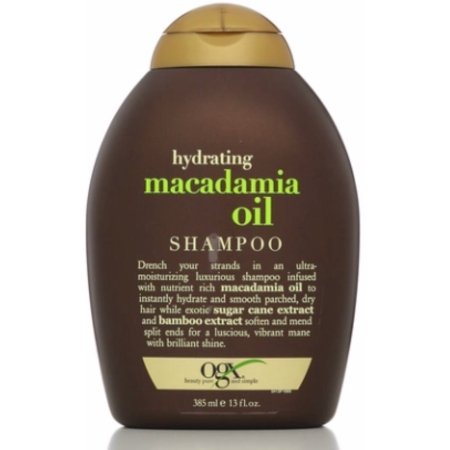 hydrating
macadamia
oil
SHAMPOO
Drench your strands in an ultra-
moisturizing luxurious shampoo infused
with nutrient rich macadamia oil to
instantly hydrate and smooth parched, dry
hair while exotic sugar cane extract
and bamboo extract soften and mend
split ends for a luscious, vibrant mane
with brilliant shine.
ogx
beauty pure and simple
385 ml ℮ 13 fl.oz.